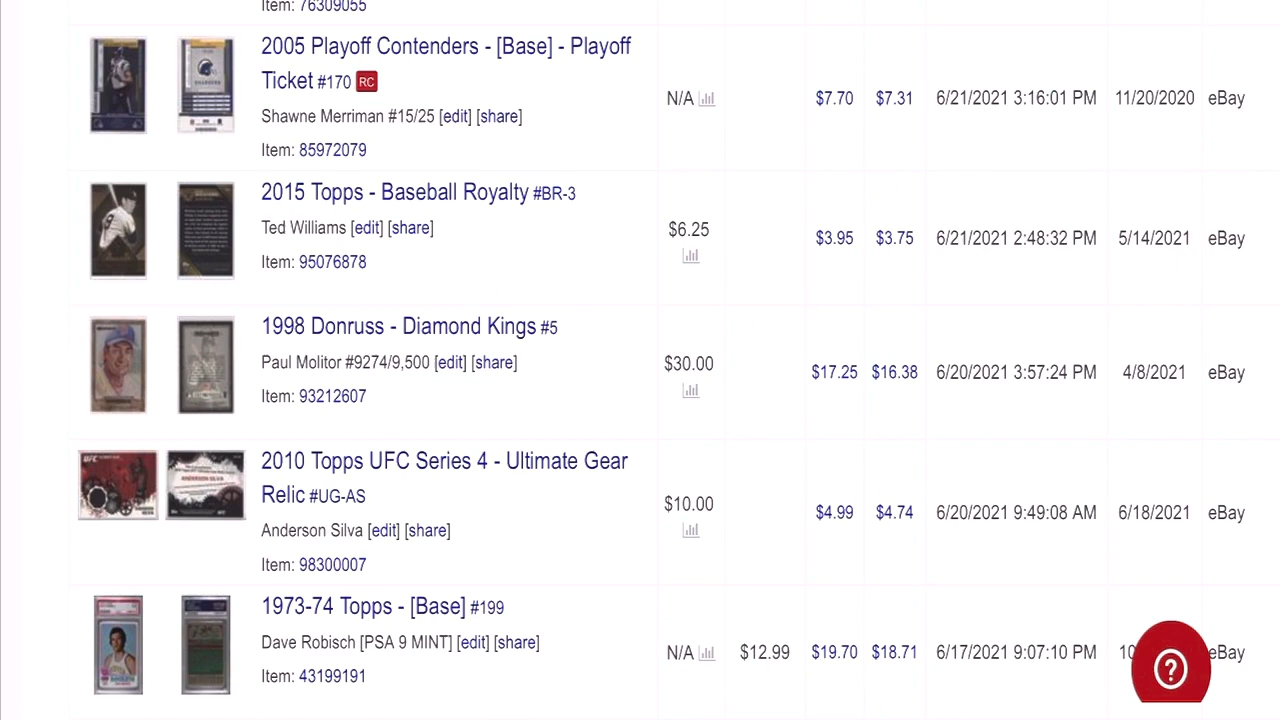 Item: 76309055
2005 Playoff Contenders - [Base] - Playoff
Ticket #170 RC
Shawne Merriman #15/25 [edit] [share]
Item: 85972079
N/A
$7.70
$7.31
6/21/2021 3:16:01 PM
11/20/2020
eBay
2015 Topps - Baseball Royalty #BR-3
Ted Williams [edit] [share]
Item: 95076878
$6.25
$3.95
$3.75
6/21/2021 2:48:32 PM
5/14/2021
eBay
1998 Donruss - Diamond Kings #5
Paul Molitor #9274/9,500 [edit] [share]
Item: 93212607
$30.00
$17.25
$16.38
6/20/2021 3:57:24 PM
4/8/2021
eBay
2010 Topps UFC Series 4 - Ultimate Gear
Relic #UG-AS
Anderson Silva [edit] [share]
Item: 98300007
$10.00
$4.99
$4.74
6/20/2021 9:49:08 AM
6/18/2021
eBay
UFC
ANDERSON SILVA
1973-74 Topps - [Base] #199
Dave Robisch [PSA 9 MINT] [edit] [share]
Item: 43199191
N/A
$12.99
$19.70
$18.71
6/17/2021 9:07:10 PM
10
eBay
?